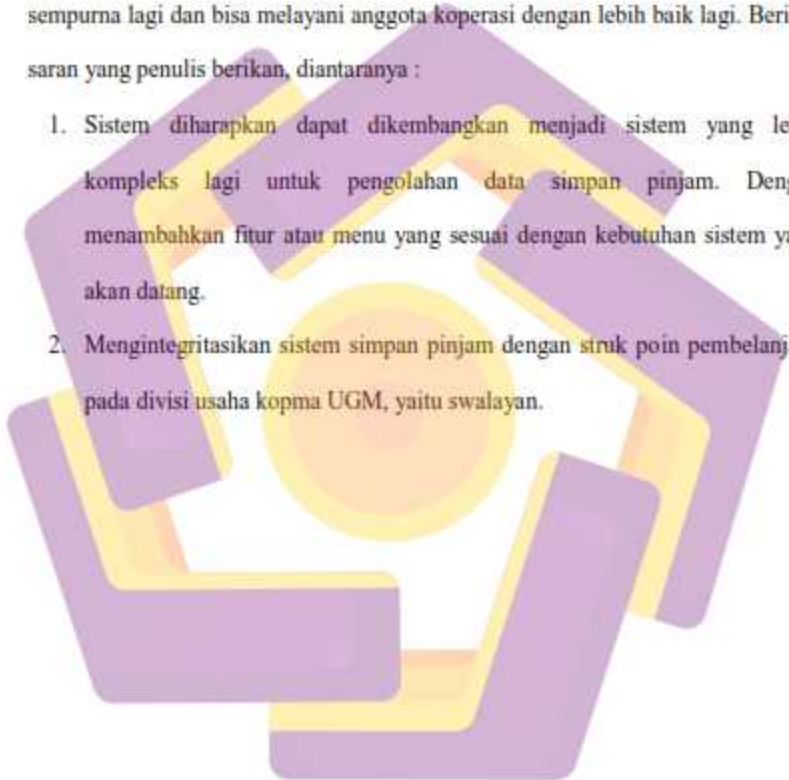 sempurna lagi dan bisa melayani anggota koperasi dengan lebih baik lagi. Beri
saran yang penulis berikan, diantaranya :
1. Sistem diharapkan dapat dikembangkan menjadi sistem yang le
kompleks lagi untuk pengolahan data simpan pinjam. Deng
menambahkan fitur atau menu yang sesuai dengan kebutuhan sistem ya
akan datang.
2. Mengintegritasikan sistem simpan pinjam dengan struk poin pembelanj
pada divisi usaha kopma UGM, yaitu swalayan.